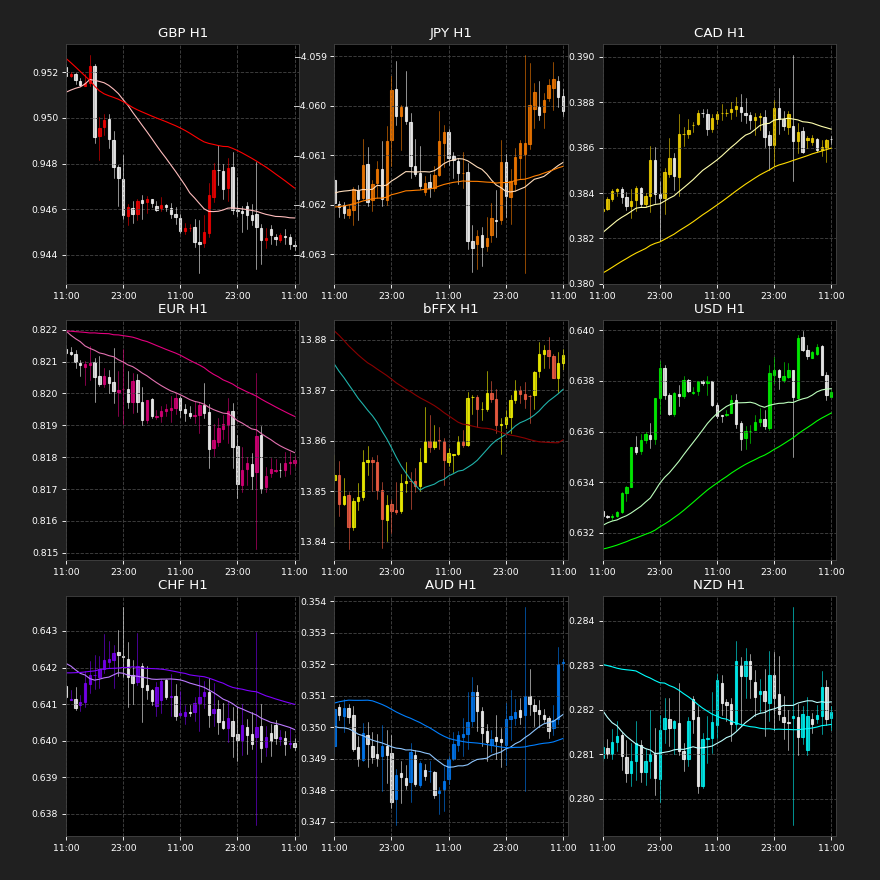 GBP H1
0.952
0.950
0.948
0.946
0.944
11:00 23:00 11:00 23:00 11:00
JPY H1
4.059
4.060
4.061
4.062
4.063
11:00 23:00 11:00 23:00 11:00
CAD H1
0.390
0.388
0.386
0.384
0.382
0.380
11:00 23:00 11:00 23:00 11:00
EUR H1
0.822
0.821
0.820
0.819
0.818
0.817
0.816
0.815
11:00 23:00 11:00 23:00 11:00
bFFX H1
13.88
13.87
13.86
13.85
13.84
11:00 23:00 11:00 23:00 11:00
USD H1
0.640
0.638
0.636
0.634
0.632
11:00 23:00 11:00 23:00 11:00
CHF H1
0.643
0.642
0.641
0.640
0.639
0.638
11:00 23:00 11:00 23:00 11:00
AUD H1
0.354
0.353
0.352
0.351
0.350
0.349
0.348
0.347
11:00 23:00 11:00 23:00 11:00
NZD H1
0.284
0.283
0.282
0.281
0.280
11:00 23:00 11:00 23:00 11:00